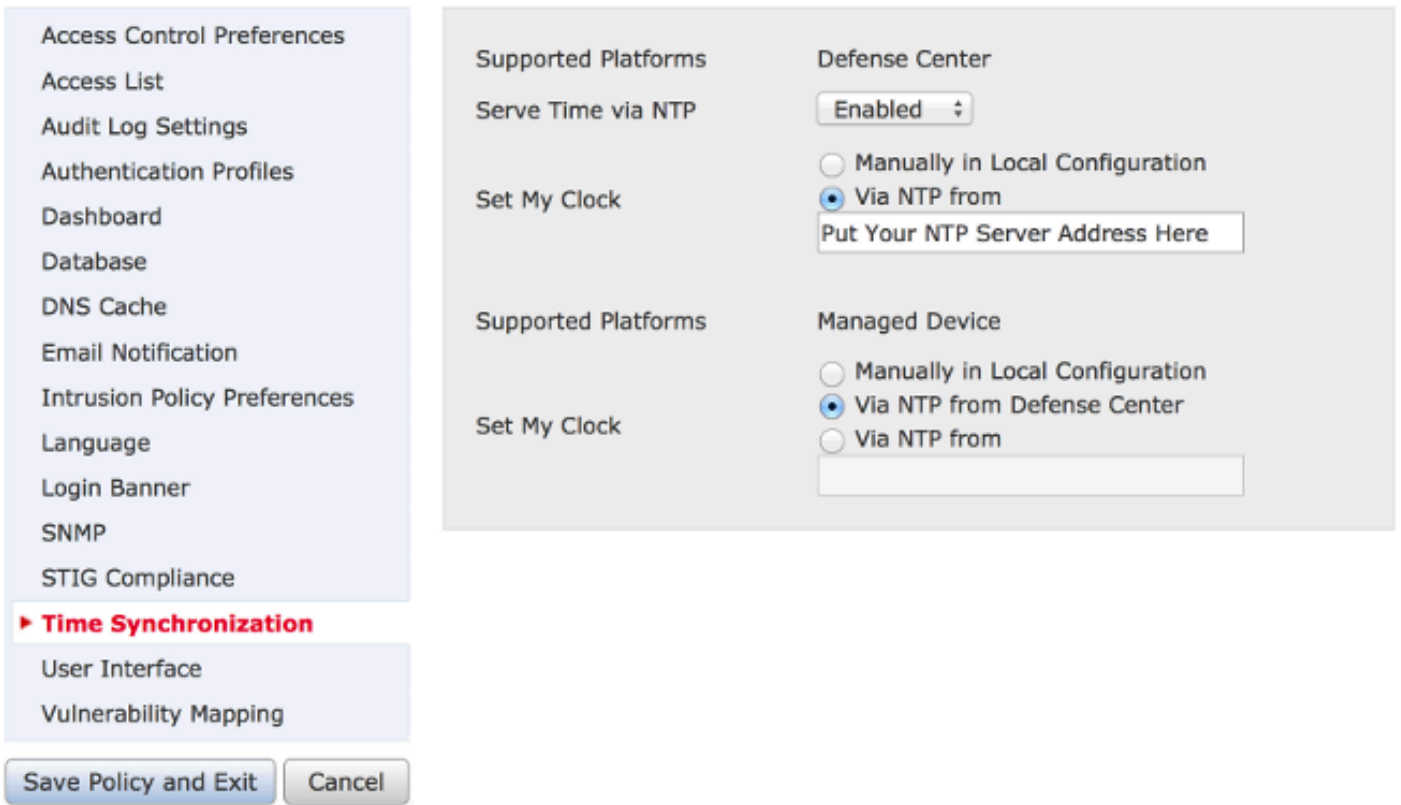 Access Control Preferences
Access List
Audit Log Settings
Authentication Profiles
Dashboard
Database
DNS Cache
Email Notification
Intrusion Policy Preferences
Language
Login Banner
SNMP
STIG Compliance
Time Synchronization
User Interface
Vulnerability Mapping
Save Policy and Exit Cancel
Supported Platforms Defense Center
Serve Time via NTP Enabled
Set My Clock
Manually in Local Configuration
Via NTP from
Put Your NTP Server Address Here
Supported Platforms Managed Device
Set My Clock
Manually in Local Configuration
Via NTP from Defense Center
Via NTP from